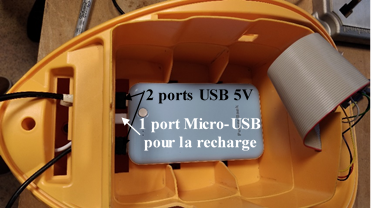 2 ports USB 5V
1 port Micro-USB
pour la recharge